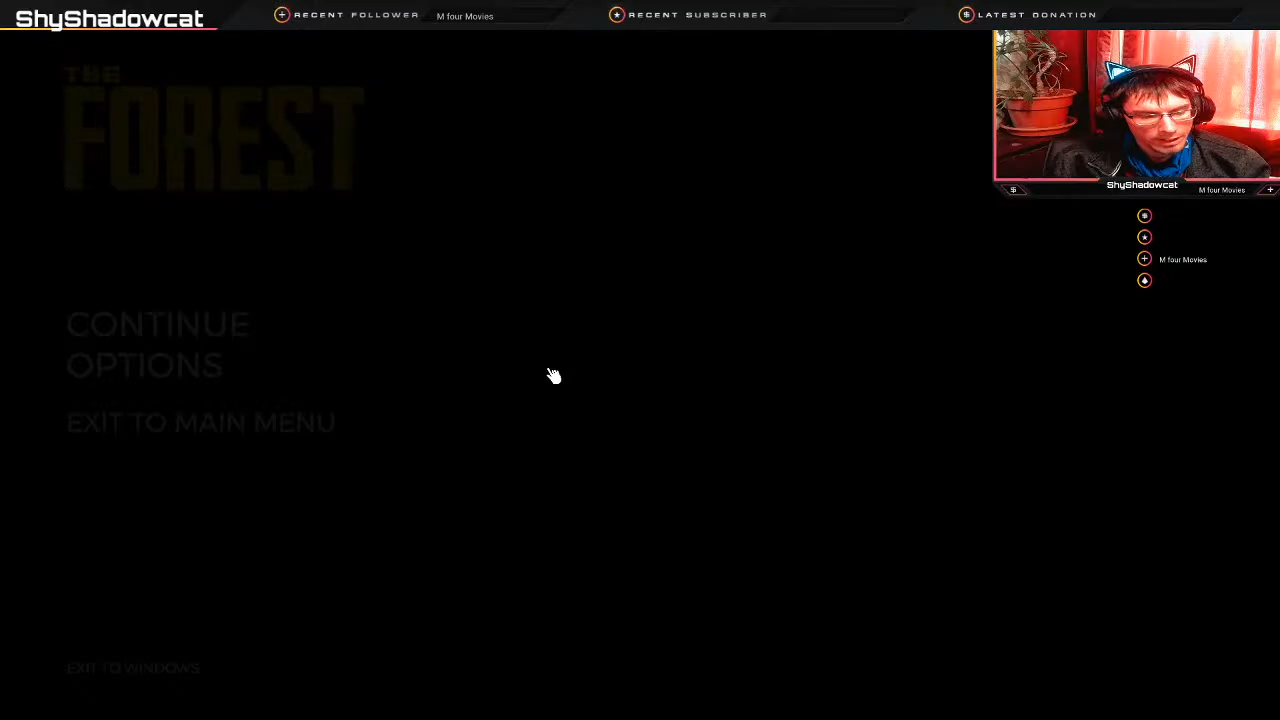 ShyShadowcat
RECENT FOLLOWER
M four Movies
RECENT SUBSCRIBER
LATEST DONATION
THE
FOREST
ShyShadowcat
M four Movies
M four Movies
CONTINUE
OPTIONS
EXIT TO MAIN MENU
EXIT TO WINDOWS